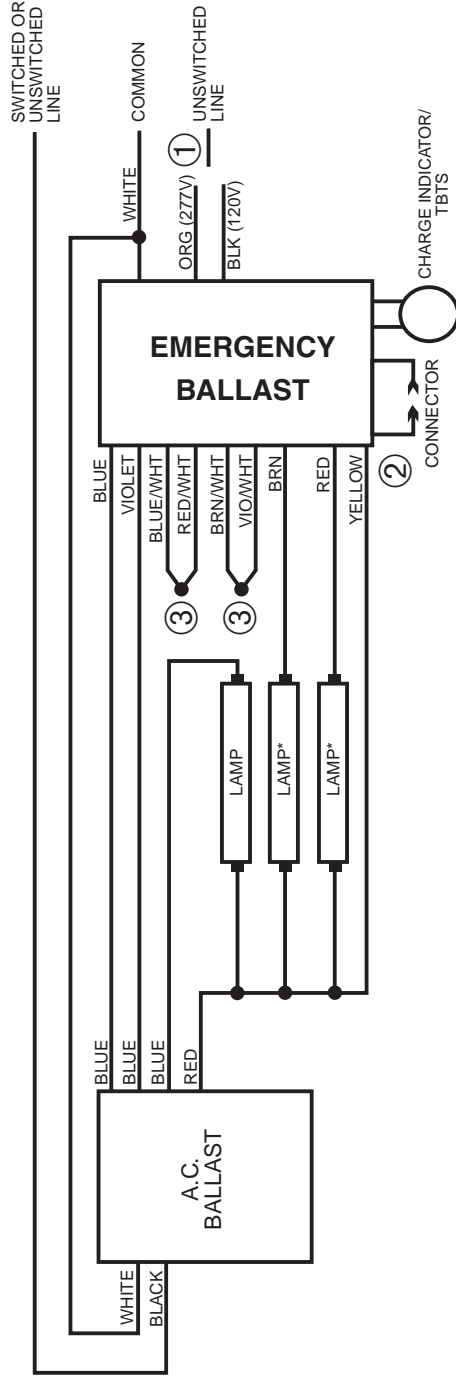 SWITCHED OR
UNSWITCHED
LINE
WHITE
COMMON
ORG (277V)
1
UNSWITCHED
LINE
BLK (120V)
EMERGENCY
BALLAST
CHARGE INDICATOR/
TBTS
2
CONNECTOR
BLUE
VIOLET
BLUE/WHT
RED/WHT
BRN/WHT
VIO/WHT
BRN
RED
YELLOW
3
3
LAMP
LAMP*
LAMP*
BLUE
BLUE
BLUE
RED
A.C.
BALLAST
WHITE
BLACK